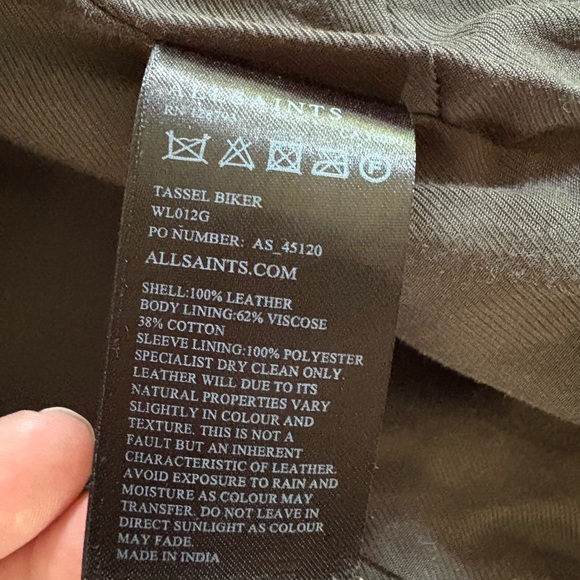 ALLSAINTS
F
TASSEL BIKER
WL012G
PO NUMBER: AS_45120
ALLSAINTS.COM
SHELL:100% LEATHER
BODY LINING:62% VISCOSE
38% COTTON
SLEEVE LINING:100% POLYESTER
SPECIALIST DRY CLEAN ONLY.
LEATHER WILL DUE TO ITS
NATURAL PROPERTIES VARY
SLIGHTLY IN COLOUR AND
TEXTURE. THIS IS NOT A
FAULT BUT AN INHERENT
CHARACTERISTIC OF LEATHER.
AVOID EXPOSURE TO RAIN AND
MOISTURE AS COLOUR MAY
TRANSFER. DO NOT LEAVE IN
DIRECT SUNLIGHT AS COLOUR
MAY FADE.
MADE IN INDIA